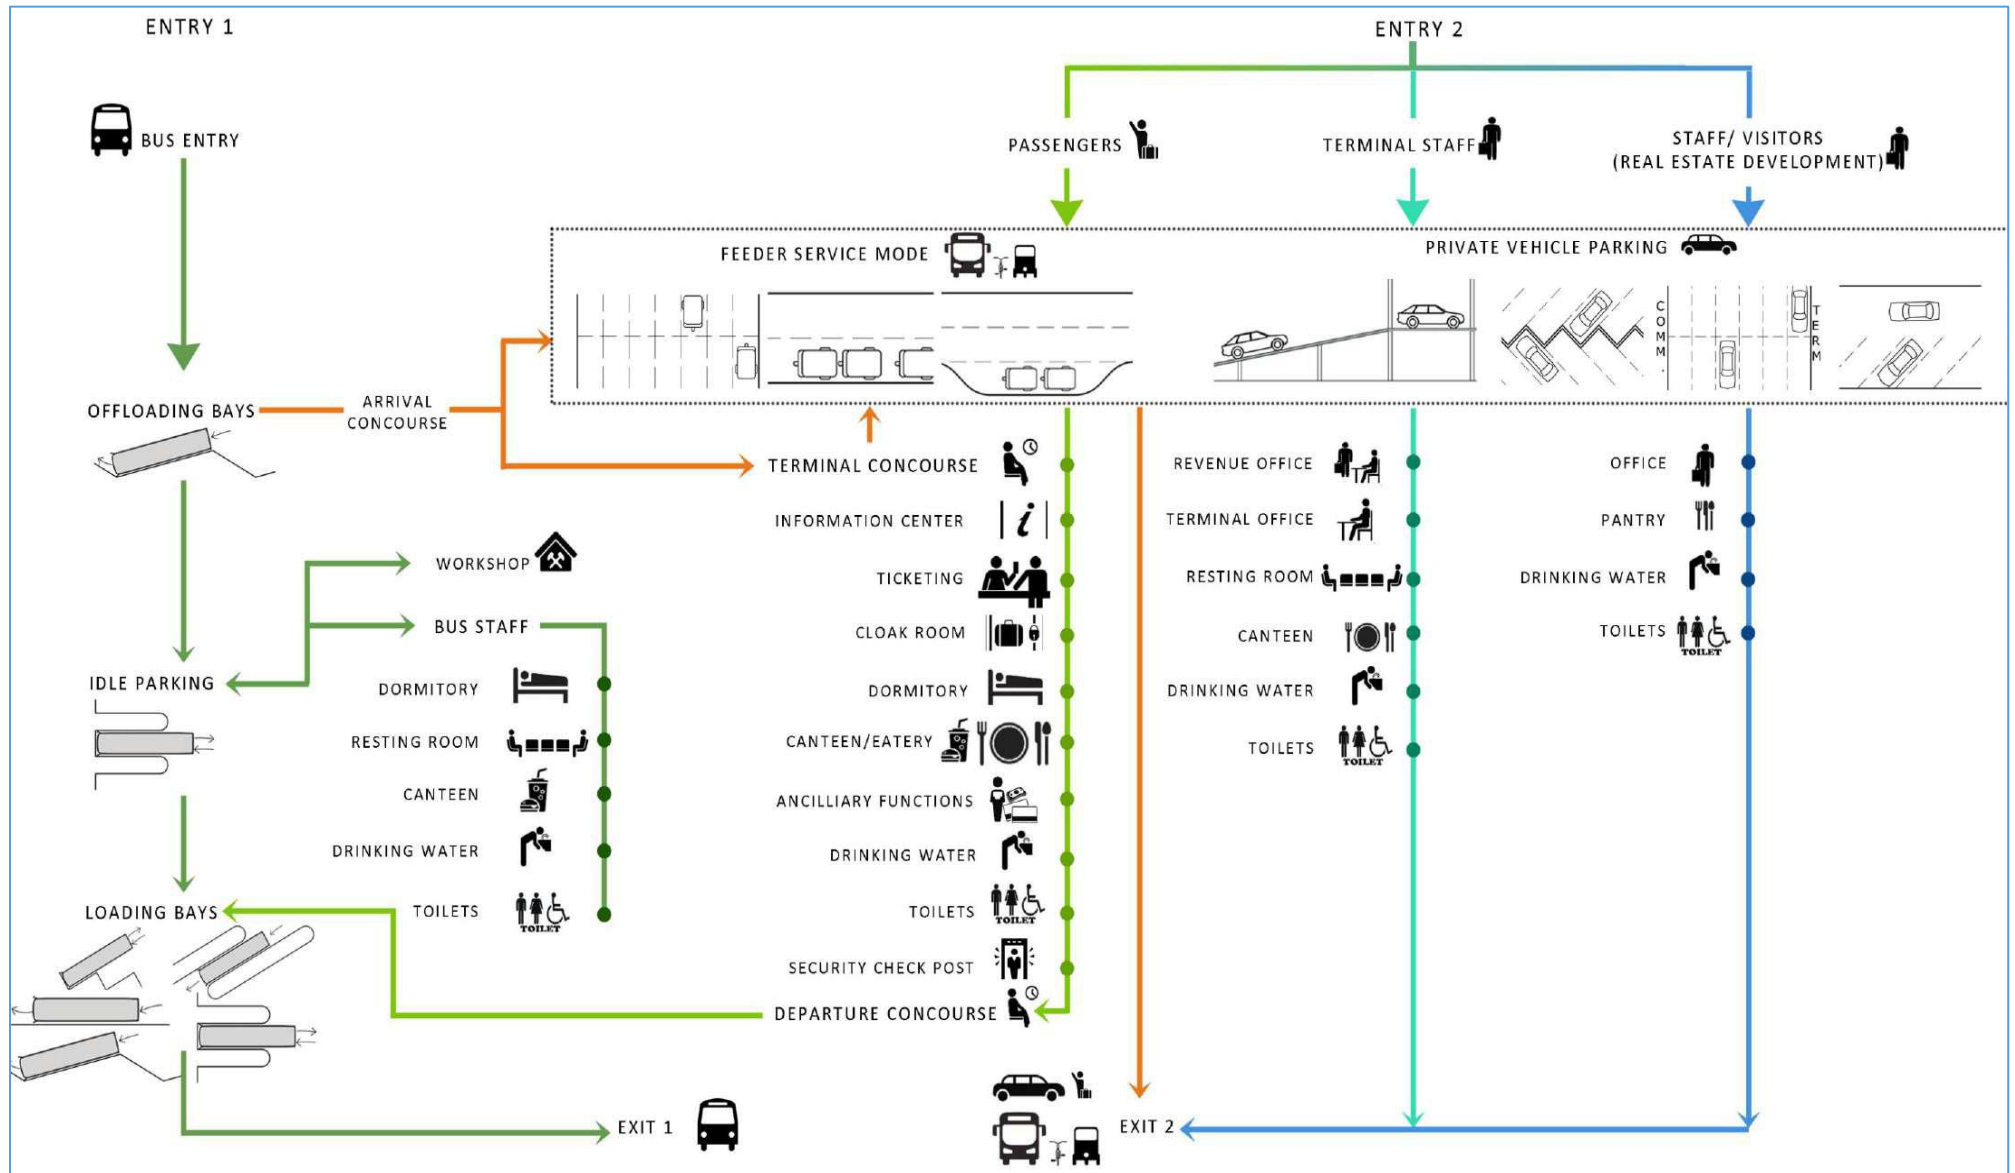 ENTRY 1
ENTRY 2
BUS ENTRY
PASSENGERS
TERMINAL STAFF
STAFF/ VISITORS
(REAL ESTATE DEVELOPMENT)
FEEDER SERVICE MODE
PRIVATE VEHICLE PARKING
COMM.
TERM.
OFFLOADING BAYS
ARRIVAL
CONCOURSE
TERMINAL CONCOURSE
INFORMATION CENTER
TICKETING
CLOAK ROOM
DORMITORY
CANTEEN/EATERY
ANCILLIARY FUNCTIONS
DRINKING WATER
TOILETS
TOILET
SECURITY CHECK POST
DEPARTURE CONCOURSE
REVENUE OFFICE
TERMINAL OFFICE
RESTING ROOM
CANTEEN
DRINKING WATER
TOILETS
TOILET
OFFICE
PANTRY
DRINKING WATER
TOILETS
TOILET
WORKSHOP
BUS STAFF
IDLE PARKING
DORMITORY
RESTING ROOM
CANTEEN
DRINKING WATER
TOILETS
TOILET
LOADING BAYS
EXIT 1
EXIT 2